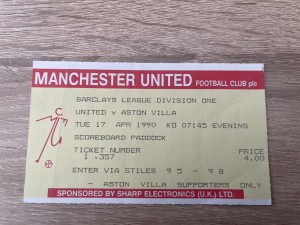 MANCHESTER UNITED FOOTBALL CLUB plc
BARCLAYS LEAGUE DIVISION ONE
UNITED V ASTON VILLA
TUE 17 APR 1990 KO 07:45 EVENING
SCOREBOARD PADDOCK
TICKET NUMBER PRICE
1,357 4.00
ENTER VIA STILES 95 - 98
- ASTON VILLA SUPPORTERS ONLY
SPONSORED BY SHARP ELECTRONICS (U.K.) LTD.